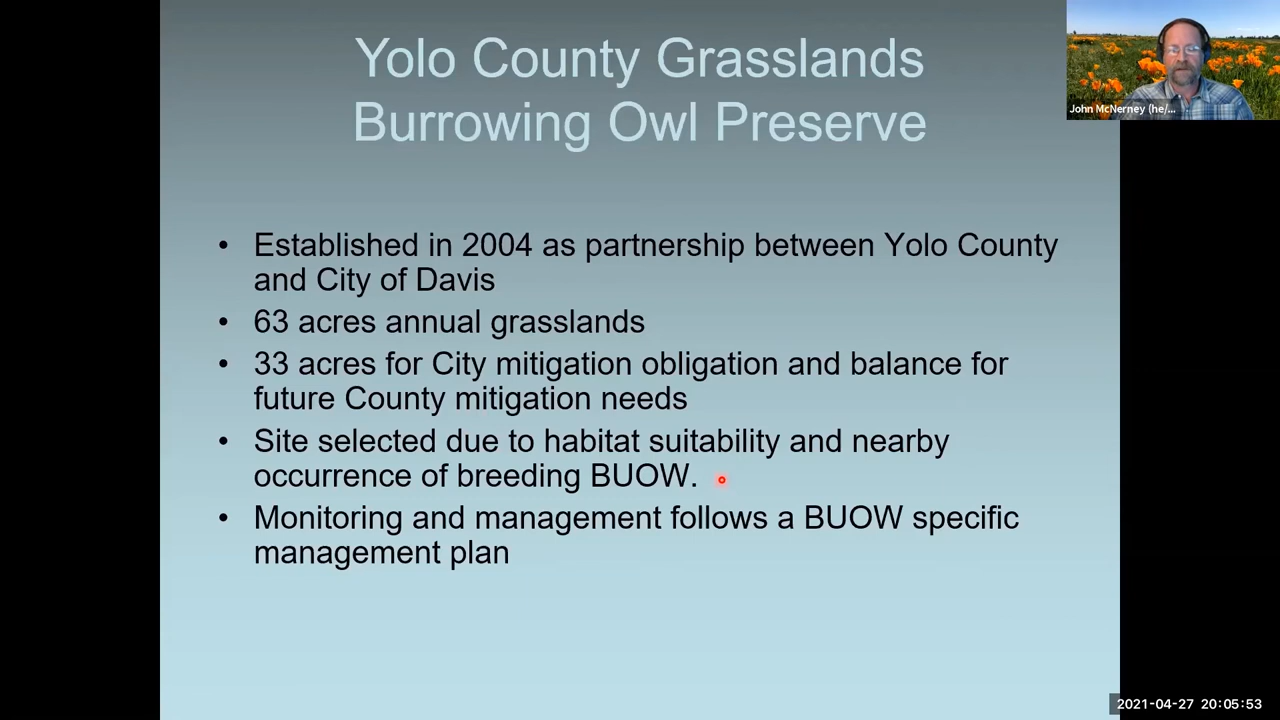 Yolo County Grasslands
Burrowing Owl Preserve
John McNerney (he/...
• Established in 2004 as partnership between Yolo County
and City of Davis
• 63 acres annual grasslands
• 33 acres for City mitigation obligation and balance for
future County mitigation needs
• Site selected due to habitat suitability and nearby
occurrence of breeding BUOW.
• Monitoring and management follows a BUOW specific
management plan
2021-04-27 20:05:53